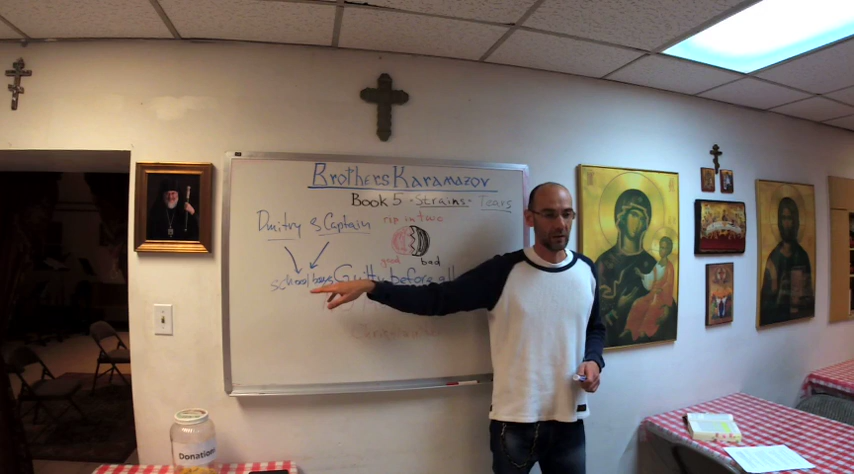 Brothers Karamazov
Book 5 - Strains - Tears
Dmitry & Captain
rip in two
good bad
school boys
Guilty before all
Donations